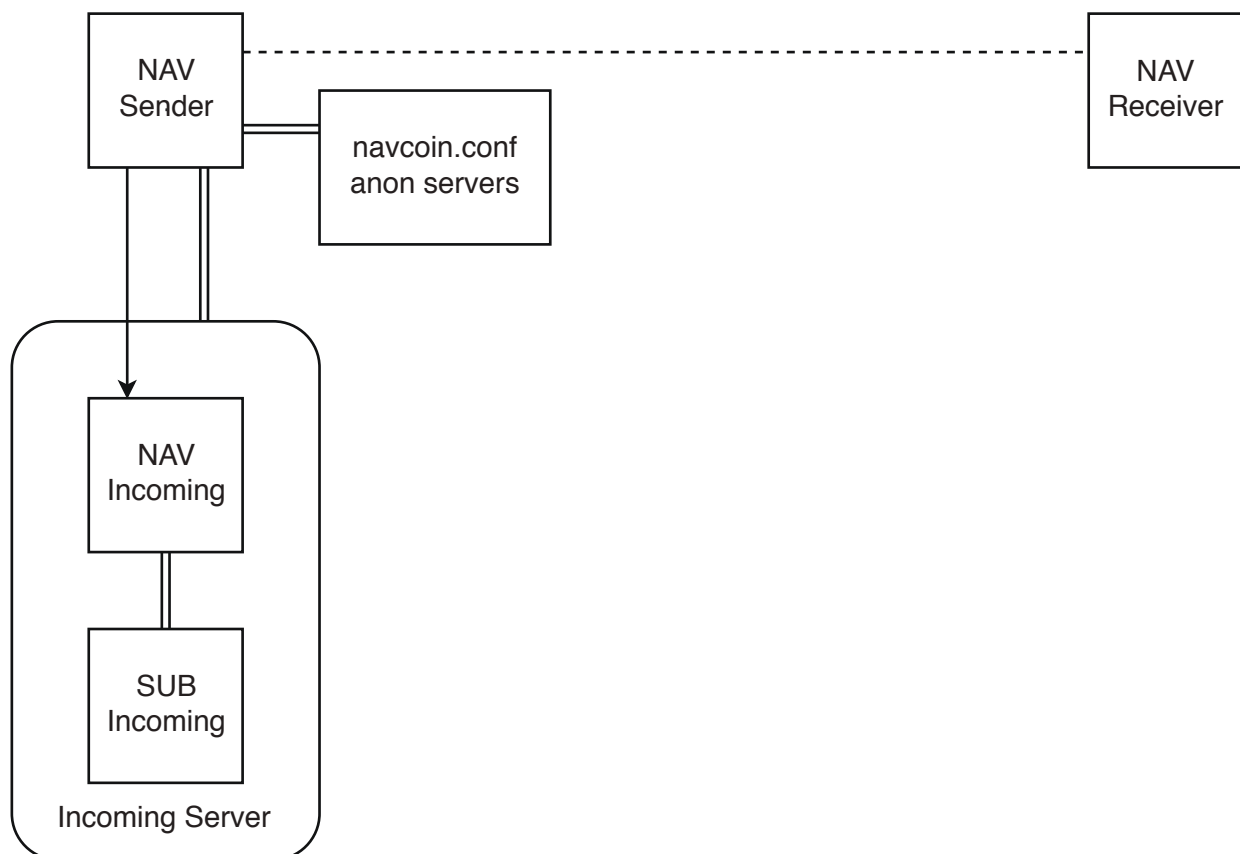 NAV
Sender
NAV
Receiver
navcoin.conf
anon servers
NAV
Incoming
SUB
Incoming
Incoming Server